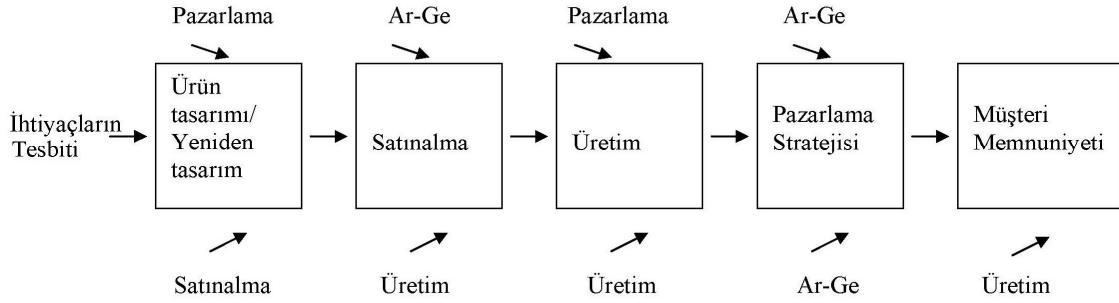 Pazarlama
Ar-Ge
Pazarlama
Ar-Ge
İhtiyaçların
Tesbiti
Ürün
tasarımı/
Yeniden
tasarım
Satınalma
Üretim
Pazarlama
Stratejisi
Müşteri
Memnuniyeti
Satınalma
Üretim
Üretim
Ar-Ge
Üretim